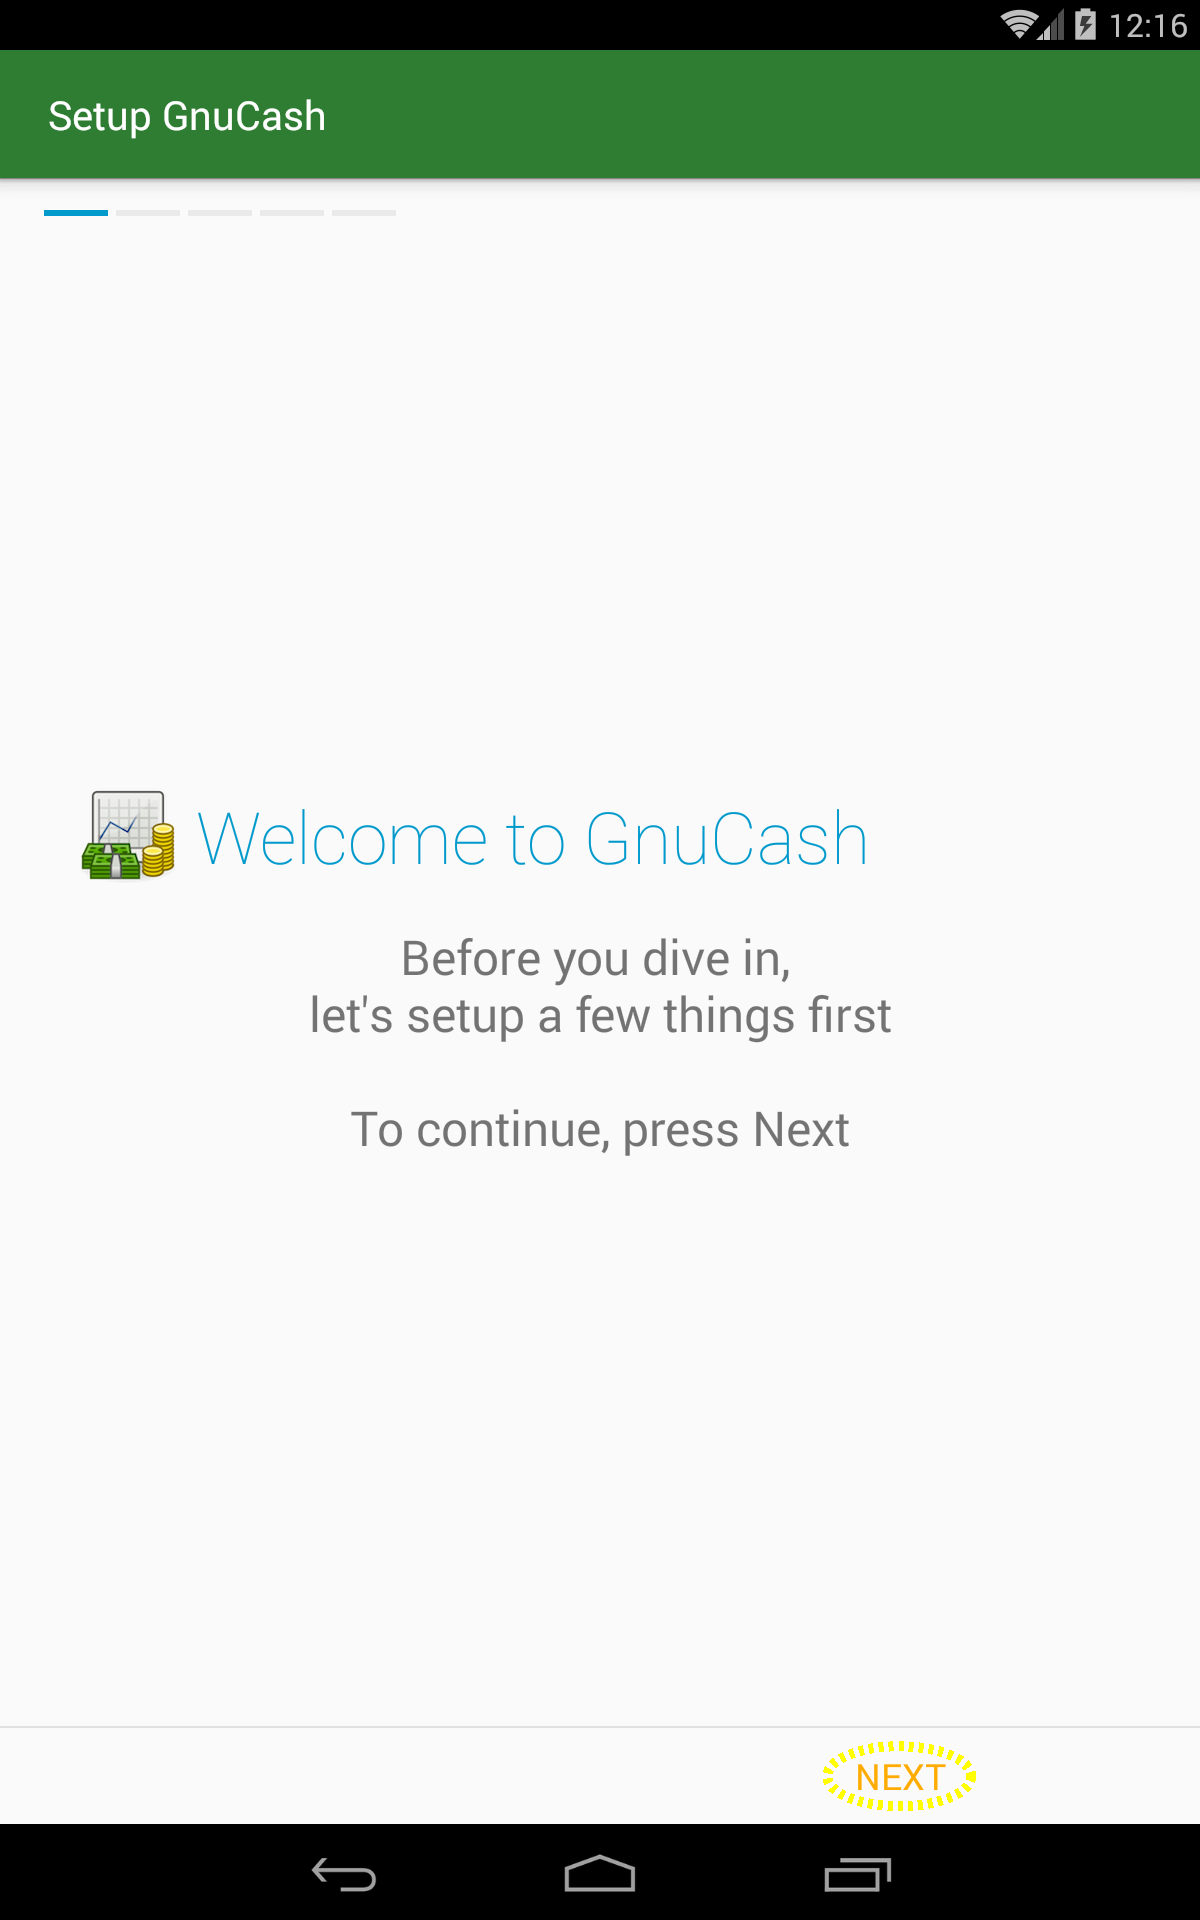 12:16
Setup GnuCash
Welcome to GnuCash
Before you dive in,
let's setup a few things first
To continue, press Next
NEXT